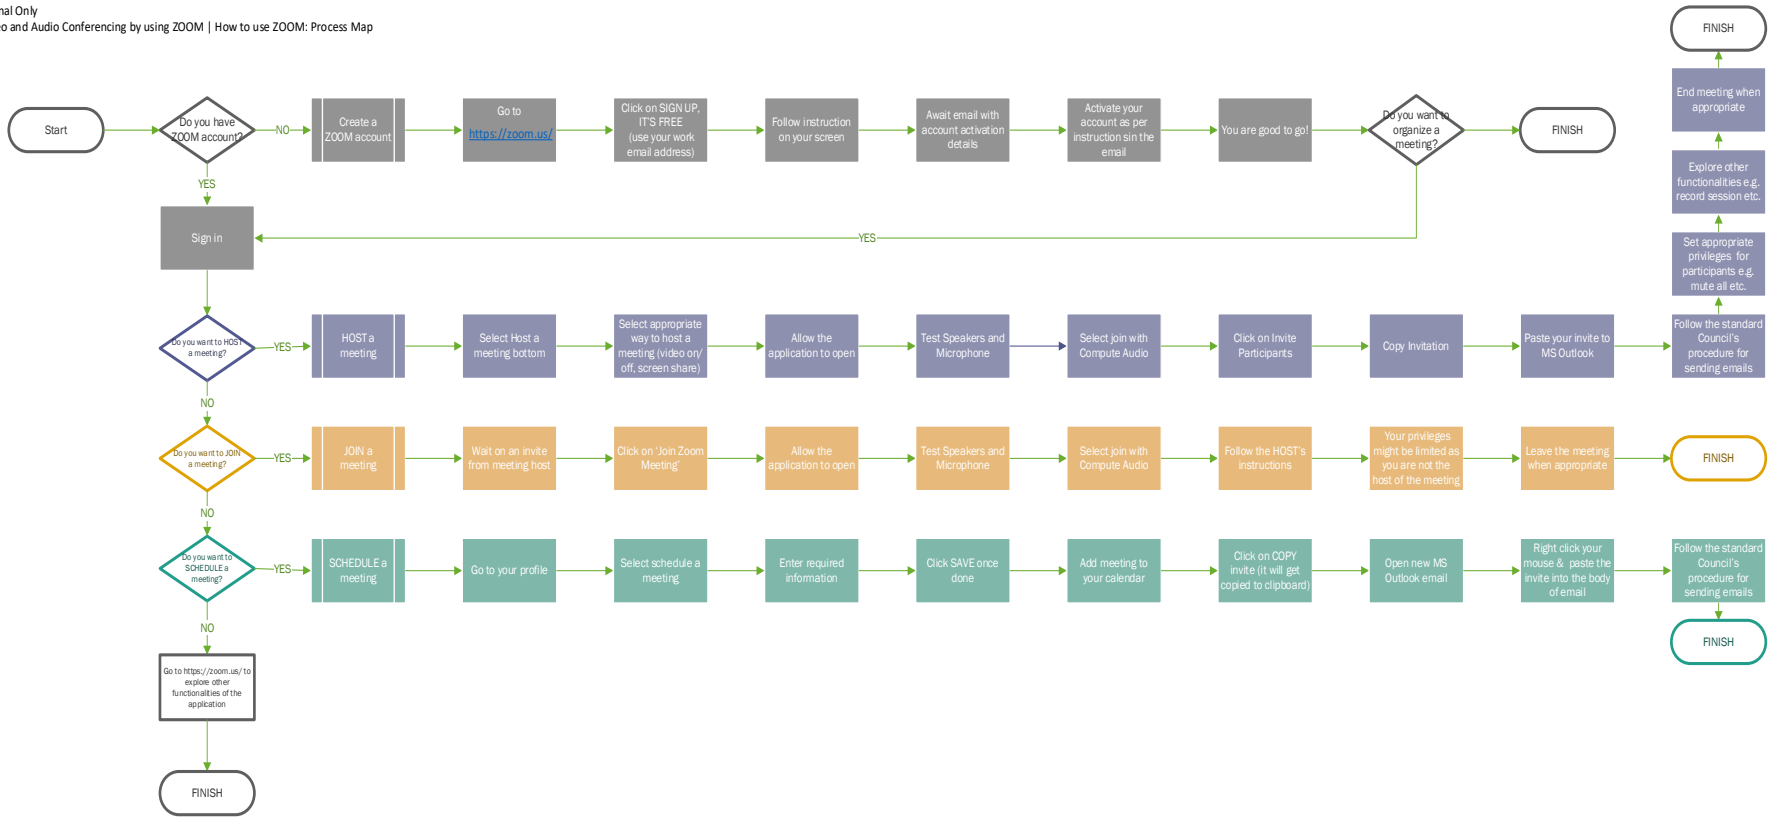 Only
and Audio Conferencing by using ZOOM | How to use ZOOM: Process Map
FINISH
End meeting when
appropriate
Explore other
functionalities e.g.
record session etc.
Set appropriate
privileges for
participants e.g.
mute all etc.
Start
Do you have
ZOOM account?
NO
Create a
ZOOM account
Go to
https://zoom.us/
Click on SIGN UP,
IT'S FREE
(use your work
email address)
Follow instruction
on your screen
Await email with
account activation
details
Activate your
account as per
instruction sin the
email
You are good to go!
Do you want to
organize a
meeting?
FINISH
YES
Sign in
YES
Do you want to HOST
a meeting?
YES
HOST a
meeting
Select Host a
meeting bottom
Select appropriate
way to host a
meeting (video on/
off, screen share)
Allow the
application to open
Test Speakers and
Microphone
Select join with
Compute Audio
Click on Invite
Participants
Copy Invitation
Paste your invite to
MS Outlook
Follow the standard
Council's
procedure for
sending emails
NO
Do you want to JOIN
a meeting?
YES
JOIN a
meeting
Wait on an invite
from meeting host
Click on 'Join Zoom
Meeting'
Allow the
application to open
Test Speakers and
Microphone
Select join with
Compute Audio
Follow the HOST's
instructions
Your privileges
might be limited as
you are not the
host of the meeting
Leave the meeting
when appropriate
FINISH
NO
Do you want to
SCHEDULE a
meeting?
YES
SCHEDULE a
meeting
Go to your profile
Select schedule a
meeting
Enter required
information
Click SAVE once
done
Add meeting to
your calendar
Click on COPY
invite (it will get
copied to clipboard)
Open new MS
Outlook email
Right click your
mouse & paste the
invite into the body
of email
Follow the standard
Council's
procedure for
sending emails
FINISH
NO
Go to https://zoom.us/ to
explore other
functionalities of the
application
FINISH